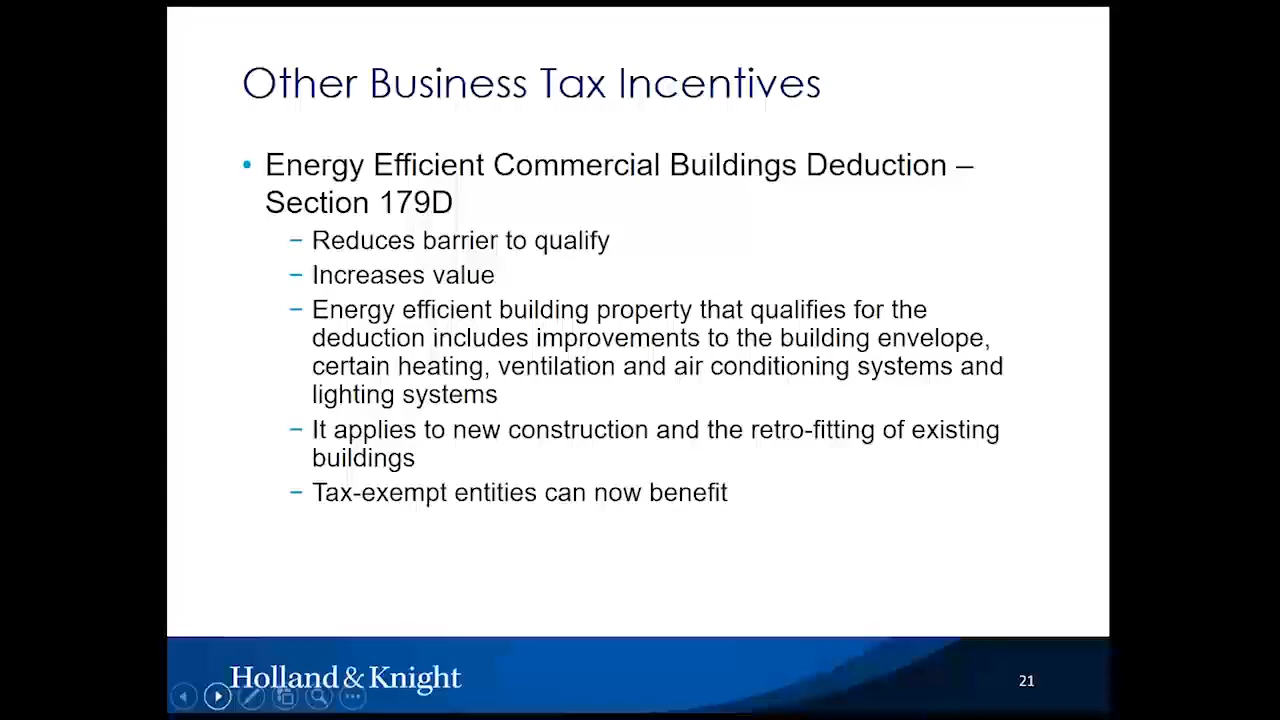 Other Business Tax Incentives
• Energy Efficient Commercial Buildings Deduction –
Section 179D
− Reduces barrier to qualify
− Increases value
− Energy efficient building property that qualifies for the
deduction includes improvements to the building envelope,
certain heating, ventilation and air conditioning systems and
lighting systems
− It applies to new construction and the retro-fitting of existing
buildings
− Tax-exempt entities can now benefit
Holland & Knight
21